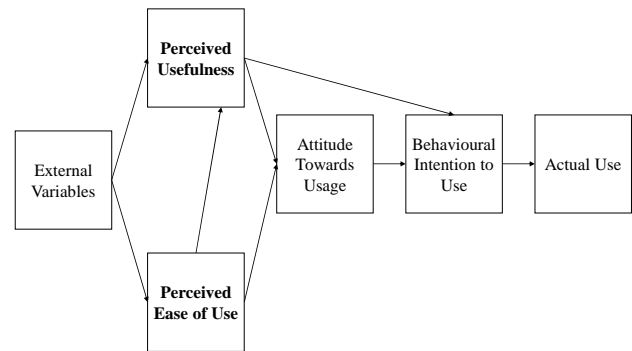 Perceived
Usefulness
External
Variables
Attitude
Towards
Usage
Behavioural
Intention to
Use
Actual Use
Perceived
Ease of Use